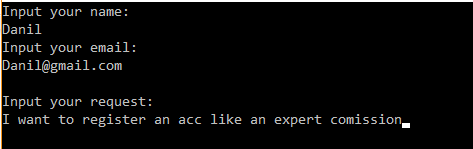 Input your name:
Danil
Input your email:
Danil@gmail.com
Input your request:
I want to register an acc like an expert comission